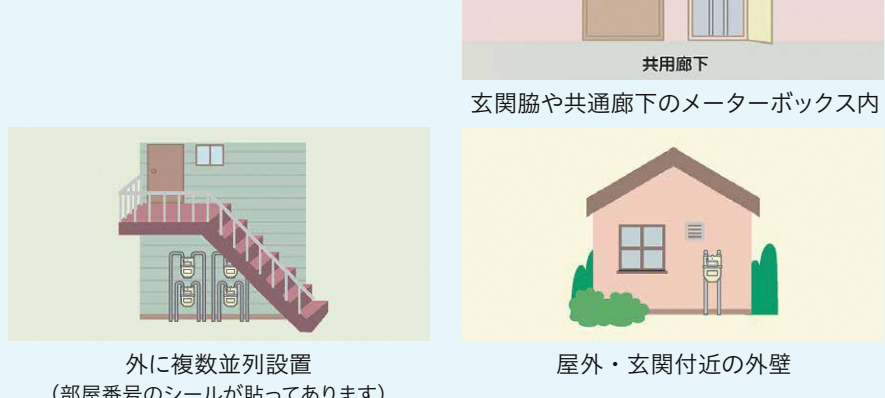 共用廊下
玄関脇や共通廊下のメーターボックス内
外に複数並列設置
（部屋番号のシールが貼ってあります）
屋外・玄関付近の外壁